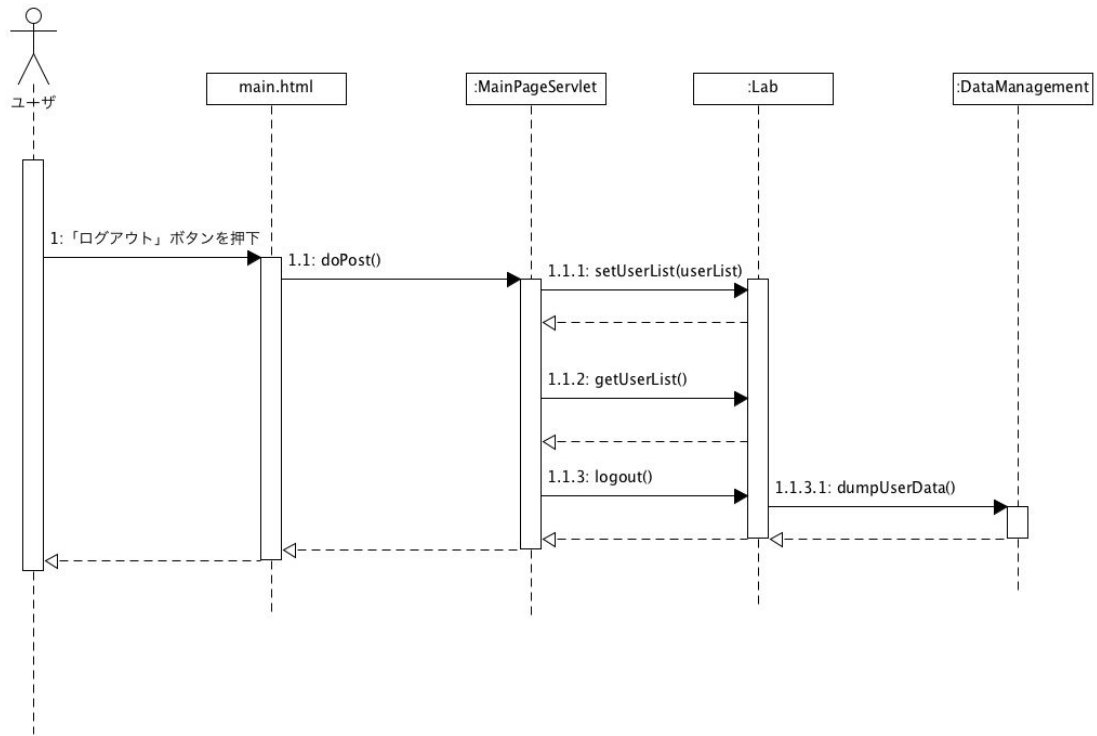 ユーザ
main.html
:MainPageServlet
:Lab
:DataManagement
1:「ログアウト」ボタンを押下
1.1: doPost()
1.1.1: setUserList(userList)
1.1.2: getUserList()
1.1.3: logout()
1.1.3.1: dumpUserData()